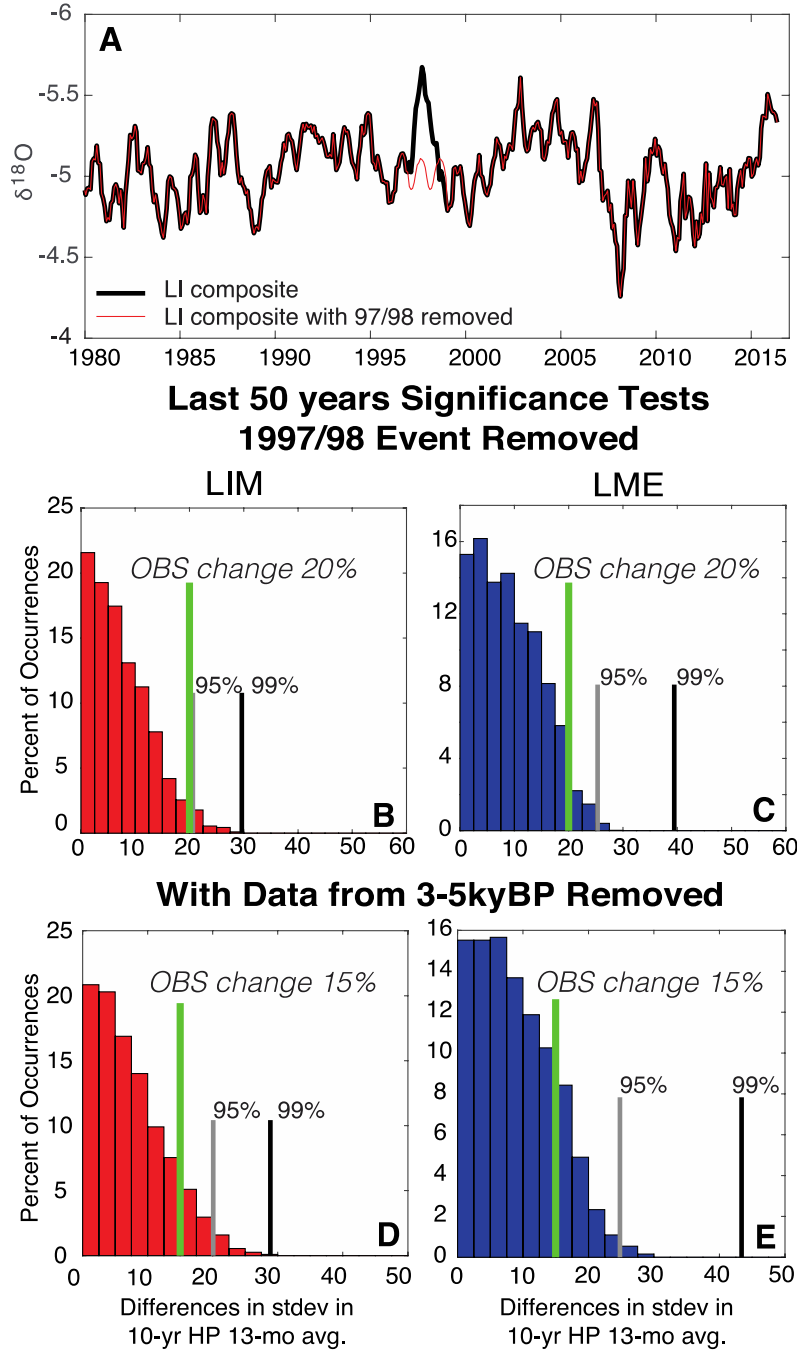 -6
A
-5.5
-5
-4.5
-4
δ18O
LI composite
LI composite with 97/98 removed
1980 1985 1990 1995 2000 2005 2010 2015
Last 50 years Significance Tests
1997/98 Event Removed
LIM
25
20
15
10
5
0
Percent of Occurrences
OBS change 20%
95% 99%
B
0 10 20 30 40 50 60
LME
16
12
8
4
0
OBS change 20%
95% 99%
C
0 10 20 30 40 50 60
With Data from 3-5kyBP Removed
25
20
15
10
5
0
Percent of Occurrences
OBS change 15%
95% 99%
D
0 10 20 30 40 50
Differences in stdev in
10-yr HP 13-mo avg.
16
14
12
10
8
6
4
2
0
OBS change 15%
95% 99%
E
0 10 20 30 40 50
Differences in stdev in
10-yr HP 13-mo avg.